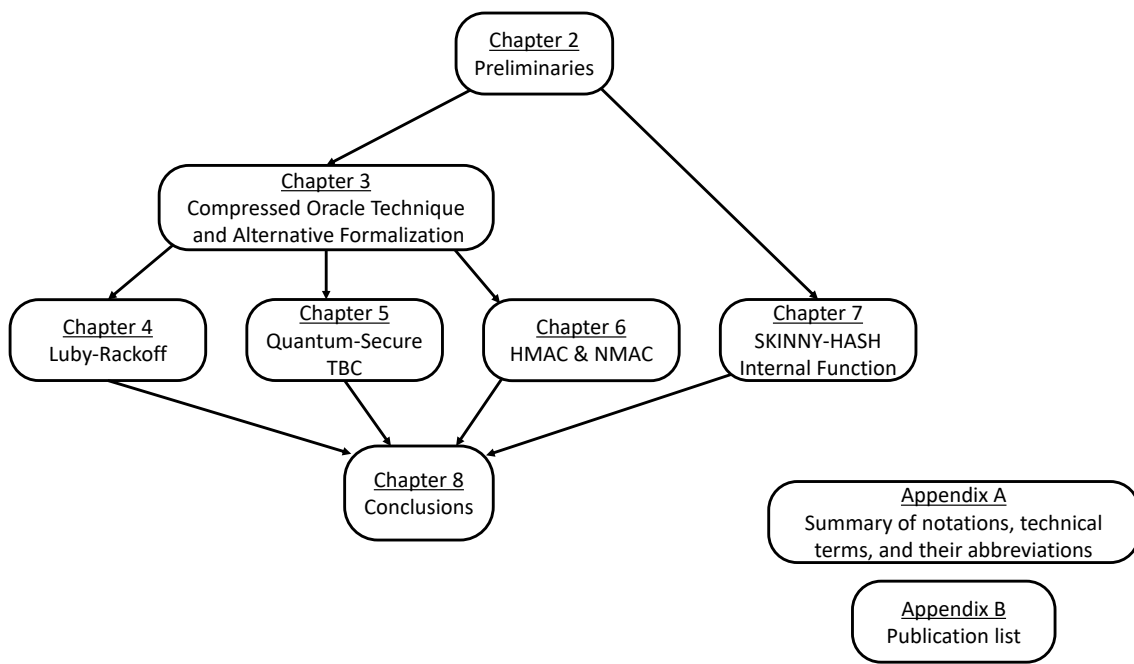 Chapter 2
Preliminaries
Chapter 3
Compressed Oracle Technique
and Alternative Formalization
Chapter 4
Luby-Rackoff
Chapter 5
Quantum-Secure
TBC
Chapter 6
HMAC & NMAC
Chapter 7
SKINNY-HASH
Internal Function
Chapter 8
Conclusions
Appendix A
Summary of notations, technical
terms, and their abbreviations
Appendix B
Publication list